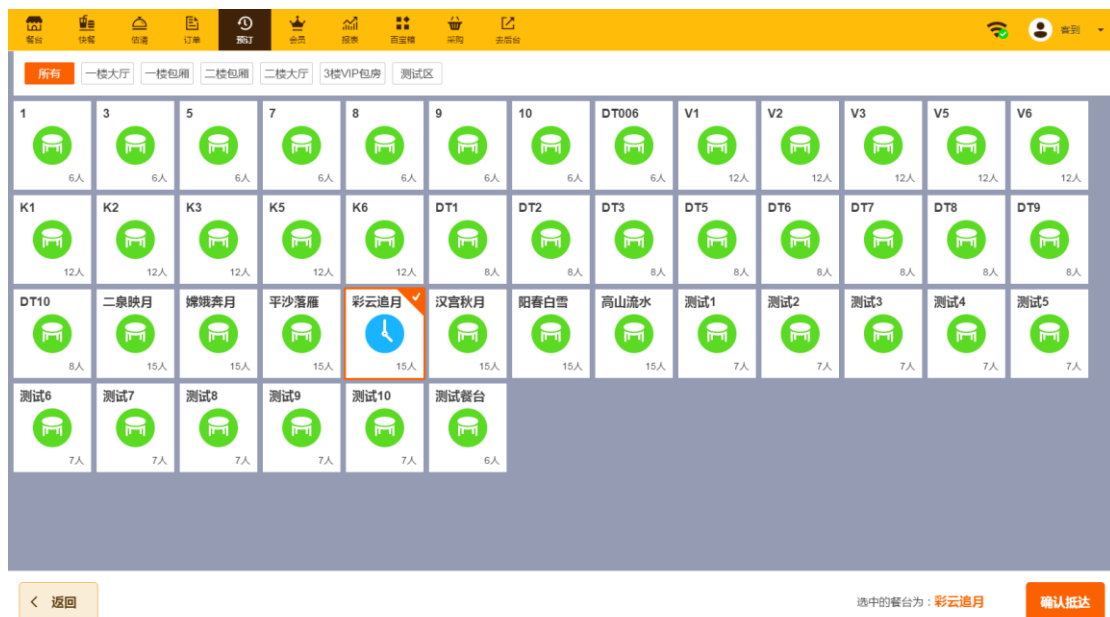 餐台 快餐 估清 订单 预订 会员 报表 百宝箱 采购 去后台 客到
所有 一楼大厅 一楼包厢 二楼包厢 二楼大厅 3楼VIP包房 测试区
1 3 5 7 8 9 10 DT006 V1 V2 V3 V5 V6
6人 6人 6人 6人 6人 6人 6人 6人 12人 12人 12人 12人 12人
K1 K2 K3 K5 K6 DT1 DT2 DT3 DT5 DT6 DT7 DT8 DT9
12人 12人 12人 12人 12人 8人 8人 8人 8人 8人 8人 8人 8人
DT10 二泉映月 嫦娥奔月 平沙落雁 彩云追月 汉宫秋月 阳春白雪 高山流水 测试1 测试2 测试3 测试4 测试5
8人 15人 15人 15人 15人 15人 15人 15人 7人 7人 7人 7人 7人
测试6 测试7 测试8 测试9 测试10 测试餐台
7人 7人 7人 7人 7人 6人
返回 选中的餐台为：彩云追月 确认抵达